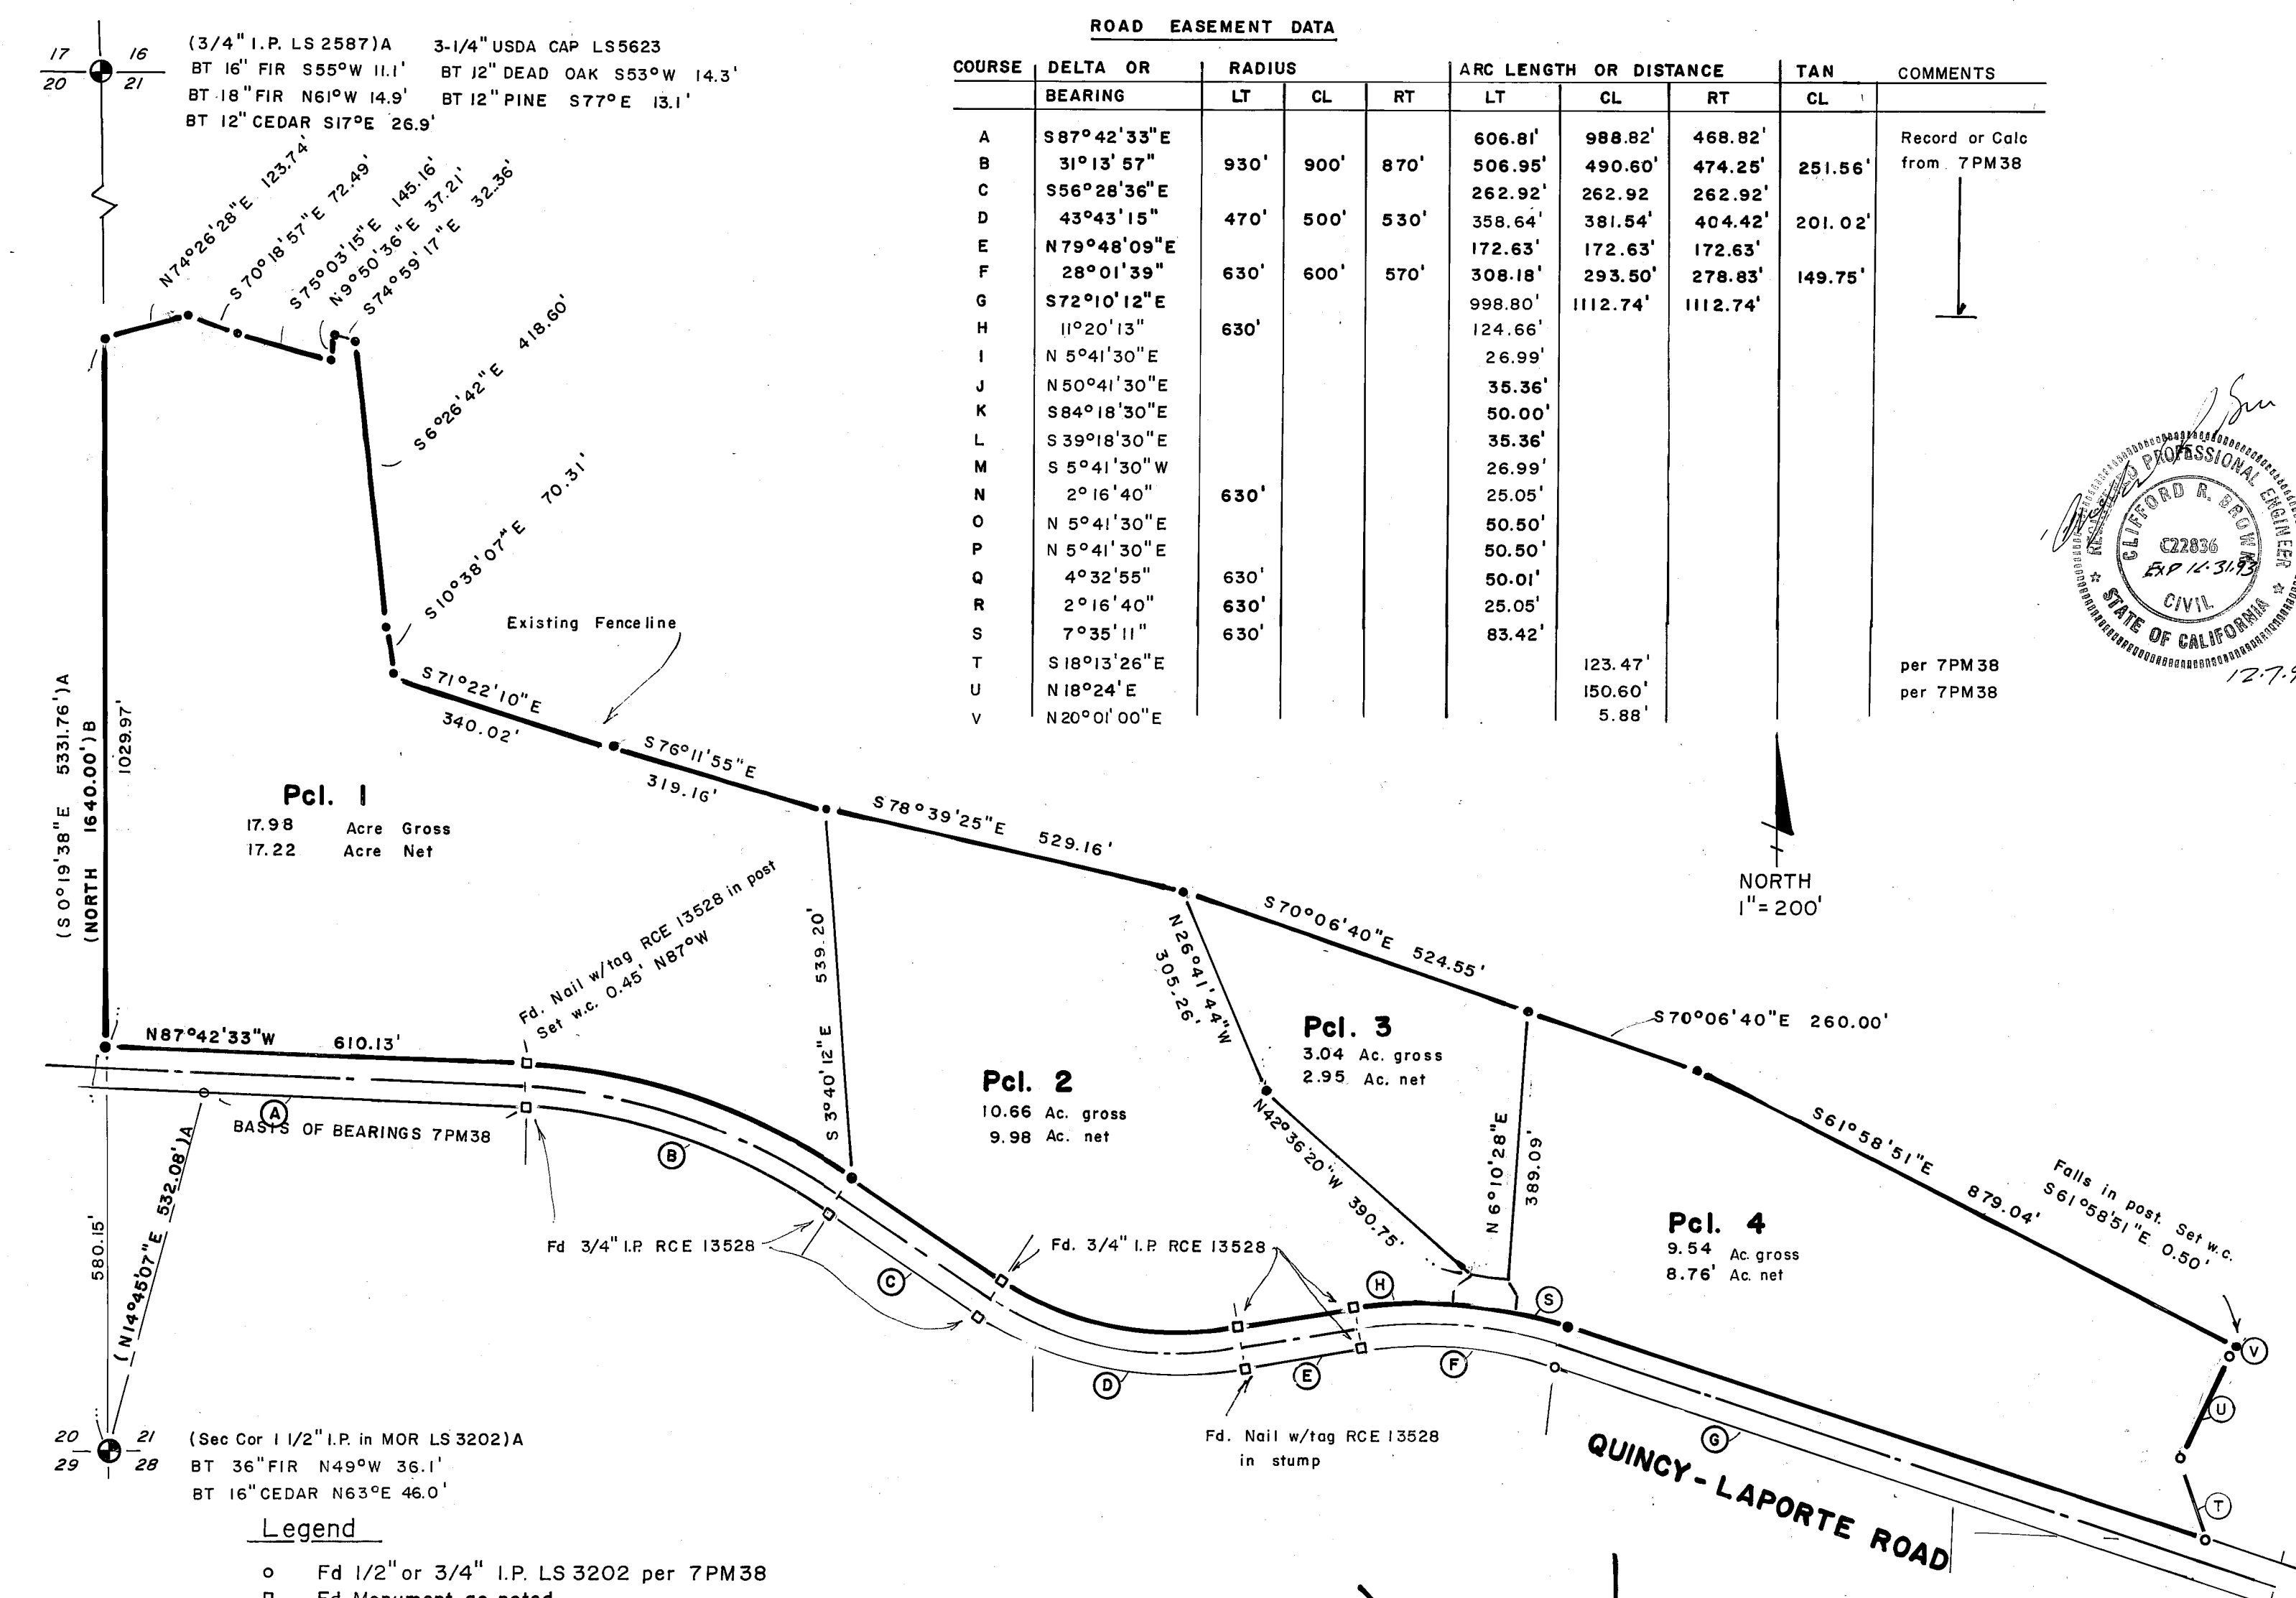 ROAD EASEMENT DATA
COURSE DELTA OR RADIUS ARC LENGTH OR DISTANCE TAN COMMENTS
BEARING LT CL RT LT CL RT CL
A S87°42'33"E 606.81' 988.82' 468.82' Record or Calc
B 31°13'57" 930' 900' 870' 506.95' 490.60' 474.25' 251.56' from 7PM38
C S56°28'36"E 262.92' 262.92 262.92'
D 43°43'15" 470' 500' 530' 358.64' 381.54' 404.42' 201.02'
E N79°48'09"E 172.63' 172.63' 172.63'
F 28°01'39" 630' 600' 570' 308.18' 293.50' 278.83' 149.75'
G S72°10'12"E 998.80' 1112.74' 1112.74'
H 11°20'13" 630' 124.66'
I N 5°41'30"E 26.99'
J N50°41'30"E 35.36'
K S84°18'30"E 50.00'
L S39°18'30"E 35.36'
M S 5°41'30"W 26.99'
N 2°16'40" 630' 25.05'
O N 5°41'30"E 50.50'
P N 5°41'30"E 50.50'
Q 4°32'55" 630' 50.01'
R 2°16'40" 630' 25.05'
S 7°35'11" 630' 83.42'
T S18°13'26"E 123.47' per 7PM38
U N18°24'E 150.60' per 7PM38
V N20°01'00"E 5.88'
17 16
20 21
(3/4" I.P. LS 2587)A
BT 16" FIR S55°W 11.1'
BT 18" FIR N61°W 14.9'
BT 12" CEDAR S17°E 26.9'
3-1/4" USDA CAP LS5623
BT 12" DEAD OAK S53°W 14.3'
BT 12" PINE S77°E 13.1'
N74°26'28"E 123.74'
S70°18'57"E 72.49'
S75°03'15"E 145.16'
N9°50'36"E 37.21'
S74°59'17"E 32.36'
S6°26'42"E 418.60'
S10°38'07"E 70.31'
Existing Fenceline
S71°22'10"E
340.02'
S76°11'55"E
319.16'
S78°39'25"E 529.16'
S70°06'40"E 524.55'
S70°06'40"E 260.00'
S61°58'51"E 879.04'
Falls in post. Set w.c.
S61°58'51"E 0.50'
(S0°19'38"E 5331.76')A
(NORTH 1640.00')B
1029.97'
Pcl. 1
17.98 Acre Gross
17.22 Acre Net
Fd. Nail w/tag RCE 13528 in post
Set w.c. 0.45' N87°W
S 3°40'12"E 539.20'
Pcl. 2
10.66 Ac. gross
9.98 Ac. net
N26°41'44"W
305.26'
Pcl. 3
3.04 Ac. gross
2.95 Ac. net
N42°36'20"W 390.75'
N 6°10'28"E
389.09'
Pcl. 4
9.54 Ac. gross
8.76' Ac. net
NORTH
1"=200'
REGISTERED PROFESSIONAL ENGINEER
CLIFFORD R. BROWN
C22836
CIVIL
STATE OF CALIFORNIA
N87°42'33"W 610.13'
A
BASIS OF BEARINGS 7PM38
B
C
D
E
F
G
H
S
T
U
V
580.15'
(N14°45'07"E 532.08')A
Fd 3/4" I.P. RCE 13528
Fd. 3/4" I.P. RCE 13528
Fd. Nail w/tag RCE 13528
in stump
QUINCY-LAPORTE ROAD
20 21
29 28
(Sec Cor 1 1/2" I.P. in MOR LS 3202)A
BT 36" FIR N49°W 36.1'
BT 16" CEDAR N63°E 46.0'
Legend
Fd 1/2" or 3/4" I.P. LS 3202 per 7PM38
Fd Monument as noted